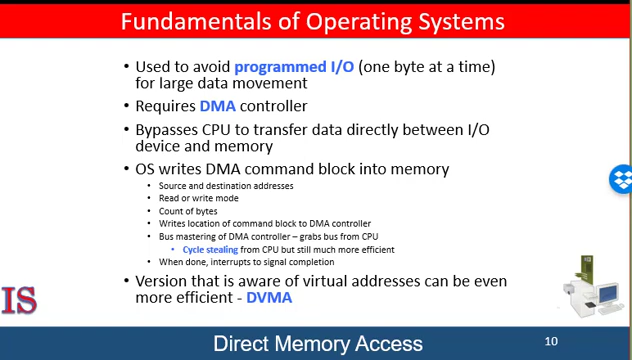 Fundamentals of Operating Systems
• Used to avoid programmed I/O (one byte at a time)
for large data movement
• Requires DMA controller
• Bypasses CPU to transfer data directly between I/O
device and memory
• OS writes DMA command block into memory
• Source and destination addresses
• Read or write mode
• Count of bytes
• Writes location of command block to DMA controller
• Bus mastering of DMA controller – grabs bus from CPU
• Cycle stealing from CPU but still much more efficient
• When done, interrupts to signal completion
• Version that is aware of virtual addresses can be even
more efficient - DVMA
IS
Direct Memory Access
10